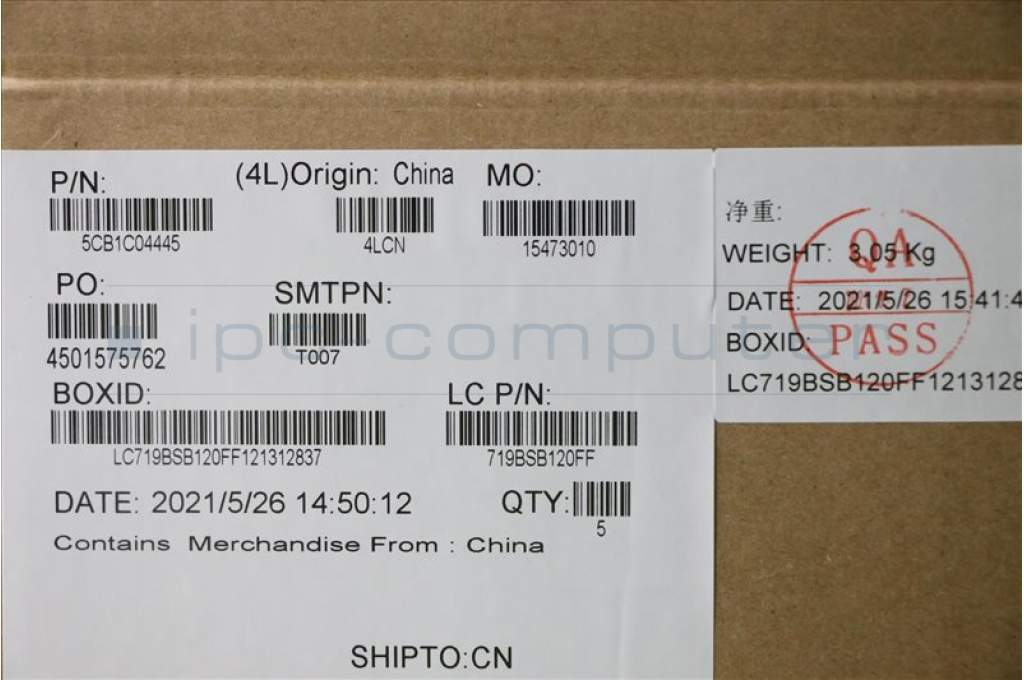 P/N:
5CB1C04445
(4L)Origin: China
4LCN
MO:
15473010
PO:
4501575762
SMTPN:
T007
BOXID:
LC719BSB120FF121312837
LC P/N:
719BSB120FF
DATE: 2021/5/26 14:50:12
QTY:
5
Contains Merchandise From : China
SHIPTO:CN
净重:
WEIGHT: 3,05 Kg
DATE: 2021/5/26 15:41:4
BOXID:
LC719BSB120FF1213128
QA
PASS
ipc-computer